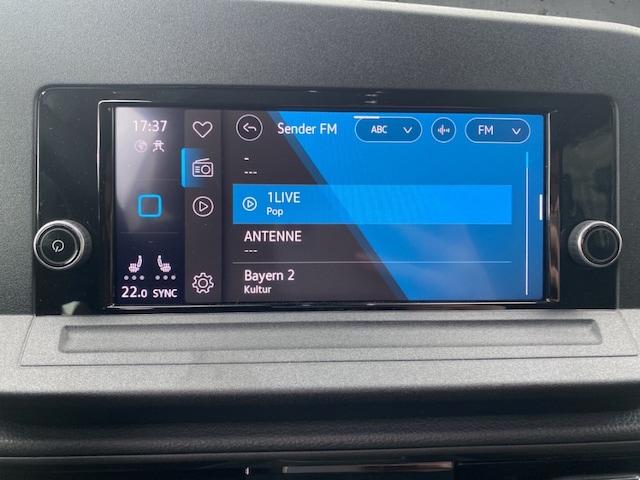 17:37
Sender FM
ABC
FM
-
---
1LIVE
Pop
ANTENNE
---
Bayern 2
Kultur
22.0 SYNC